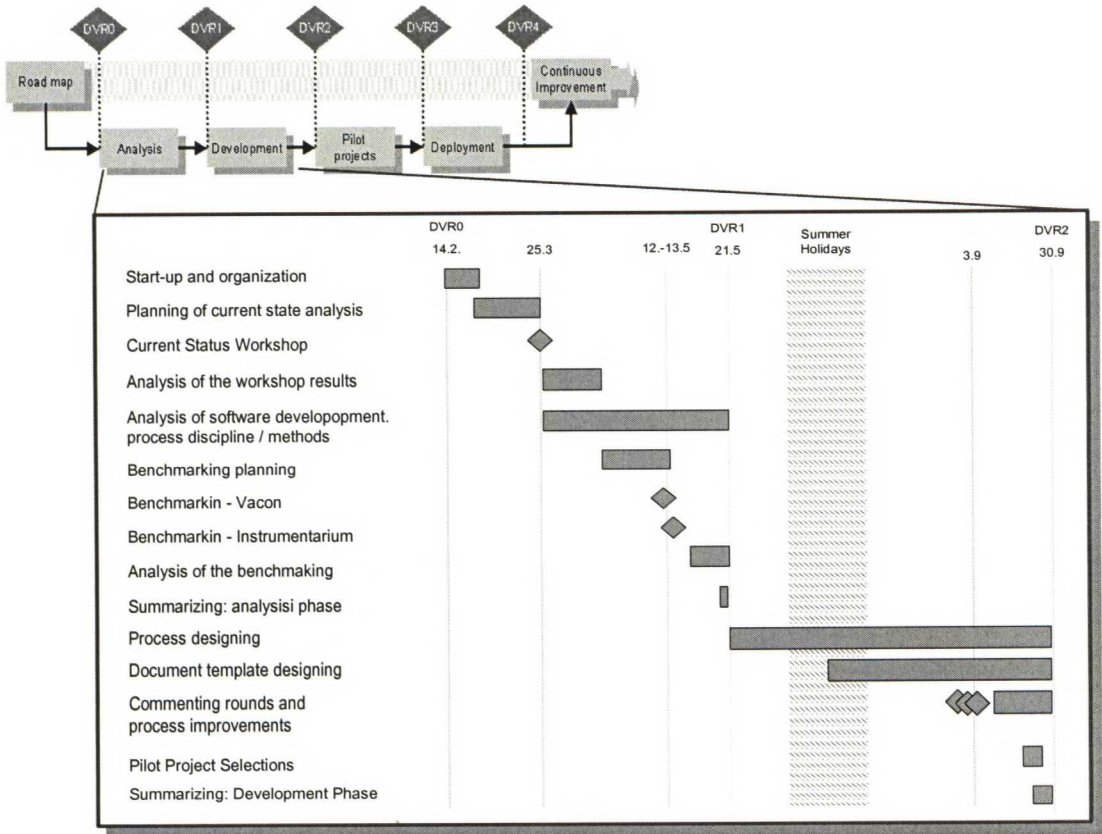 DVR0 DVR1 DVR2 DVR3 DVR4
Road map
Continuous
Improvement
Analysis
Development
Pilot
projects
Deployment
DVR0 DVR1 Summer DVR2
Holidays
14.2. 25.3 12.-13.5 21.5 3.9 30.9
Start-up and organization
Planning of current state analysis
Current Status Workshop
Analysis of the workshop results
Analysis of software developopment.
process discipline / methods
Benchmarking planning
Benchmarkin - Vacon
Benchmarkin - Instrumentarium
Analysis of the benchmaking
Summarizing: analysisi phase
Process designing
Document template designing
Commenting rounds and
process improvements
Pilot Project Selections
Summarizing: Development Phase